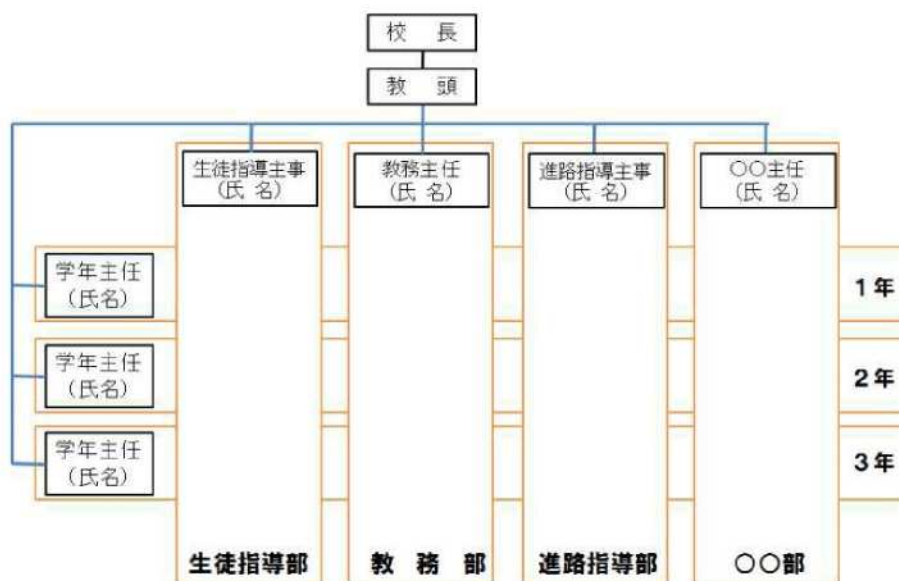 校　長
教　頭
生徒指導主事
(氏 名)
教務主任
(氏 名)
進路指導主事
(氏 名)
〇〇主任
(氏 名)
学年主任
（氏名）
1年
学年主任
（氏名）
2年
学年主任
（氏名）
3年
生徒指導部
教　務　部
進路指導部
〇〇部